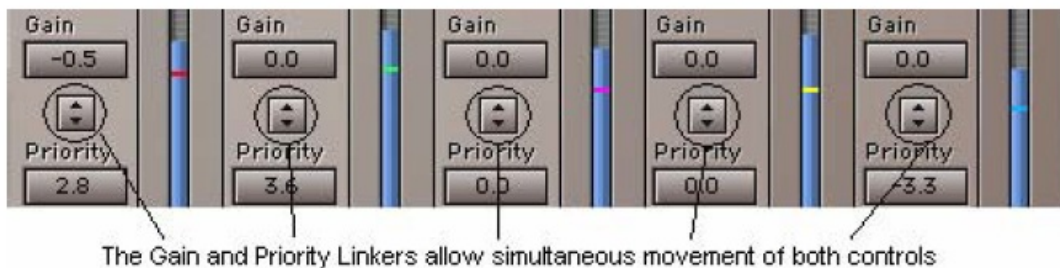 Gain Gain Gain Gain Gain
-0.5 0.0 0.0 0.0 0.0
Priority Priority Priority Priority Priority
2.8 3.6 0.0 0.0 -3.3
The Gain and Priority Linkers allow simultaneous movement of both controls